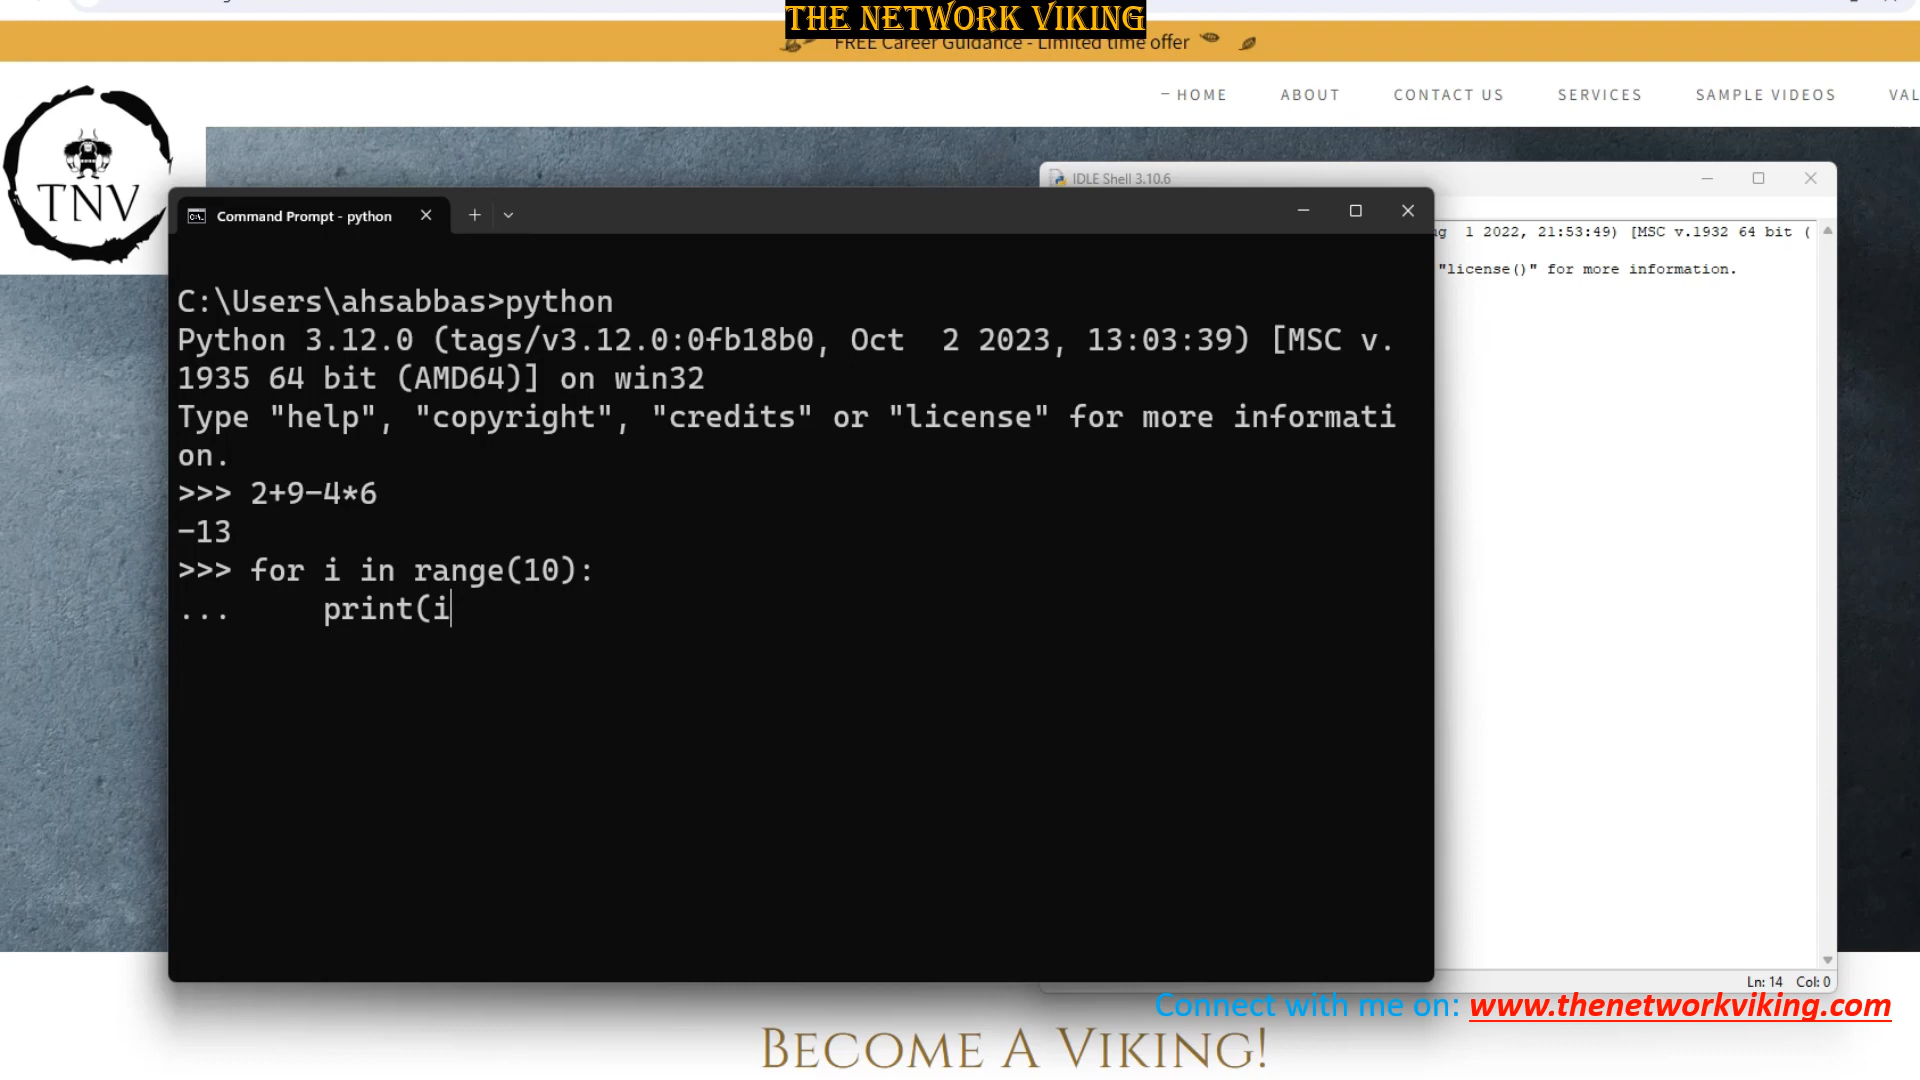 THE NETWORK VIKING
FREE Career Guidance - Limited time offer
— HOME ABOUT CONTACT US SERVICES SAMPLE VIDEOS VAL
TNV
IDLE Shell 3.10.6
Command Prompt - python
ug  1 2022, 21:53:49) [MSC v.1932 64 bit (
"license()" for more information.
C:\Users\ahsabbas>python
Python 3.12.0 (tags/v3.12.0:0fb18b0, Oct  2 2023, 13:03:39) [MSC v.
1935 64 bit (AMD64)] on win32
Type "help", "copyright", "credits" or "license" for more informati
on.
>>> 2+9-4*6
-13
>>> for i in range(10):
...     print(i
Ln: 14 Col: 0
Connect with me on: www.thenetworkviking.com
BECOME A VIKING!